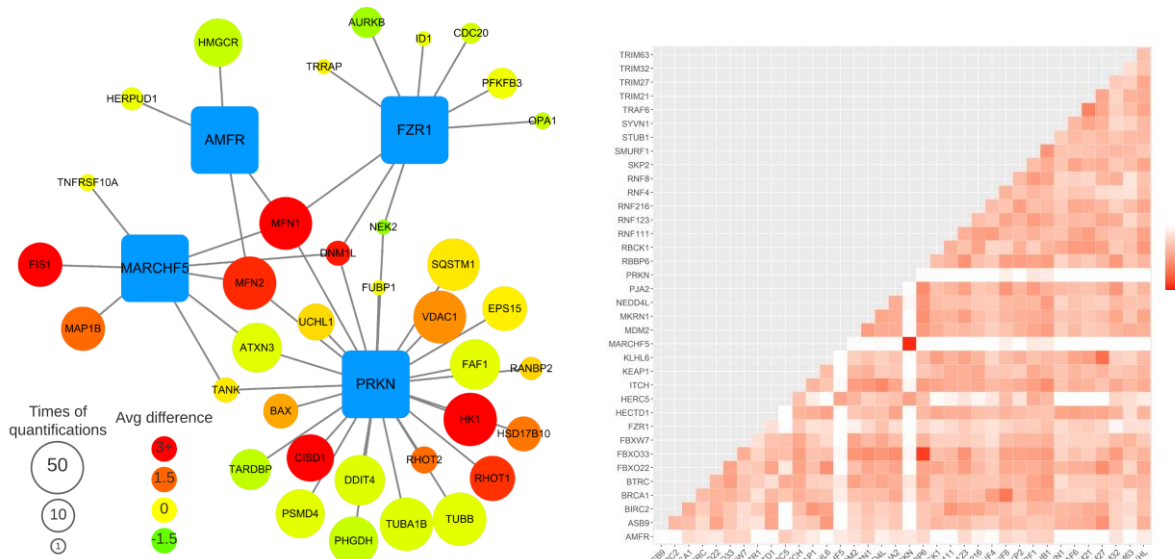 HMGCR
AURKB
ID1
CDC20
TRRAP
PFKFB3
HERPUD1
AMFR
FZR1
OPA1
TNFRSF10A
MFN1
NEK2
DNM1L
SQSTM1
FIS1
MARCHF5
MFN2
FUBP1
EPS15
MAP1B
UCHL1
VDAC1
ATXN3
FAF1
RANBP2
TANK
PRKN
BAX
HK1
HSD17B10
TARDBP
CISD1
RHOT2
RHOT1
DDIT4
PSMD4
TUBA1B
TUBB
PHGDH
Times of
quantifications
50
10
1
Avg difference
3+
1.5
0
-1.5
TRIM63
TRIM32
TRIM27
TRIM21
TRAF6
SYVN1
STUB1
SMURF1
SKP2
RNF8
RNF4
RNF216
RNF123
RNF111
RBCK1
RBBP6
PRKN
PJA2
NEDD4L
MKRN1
MDM2
MARCHF5
KLHL6
KEAP1
ITCH
HERC5
HECTD1
FZR1
FBXW7
FBXO33
FBXO22
BTRC
BRCA1
BIRC2
ASB9
AMFR